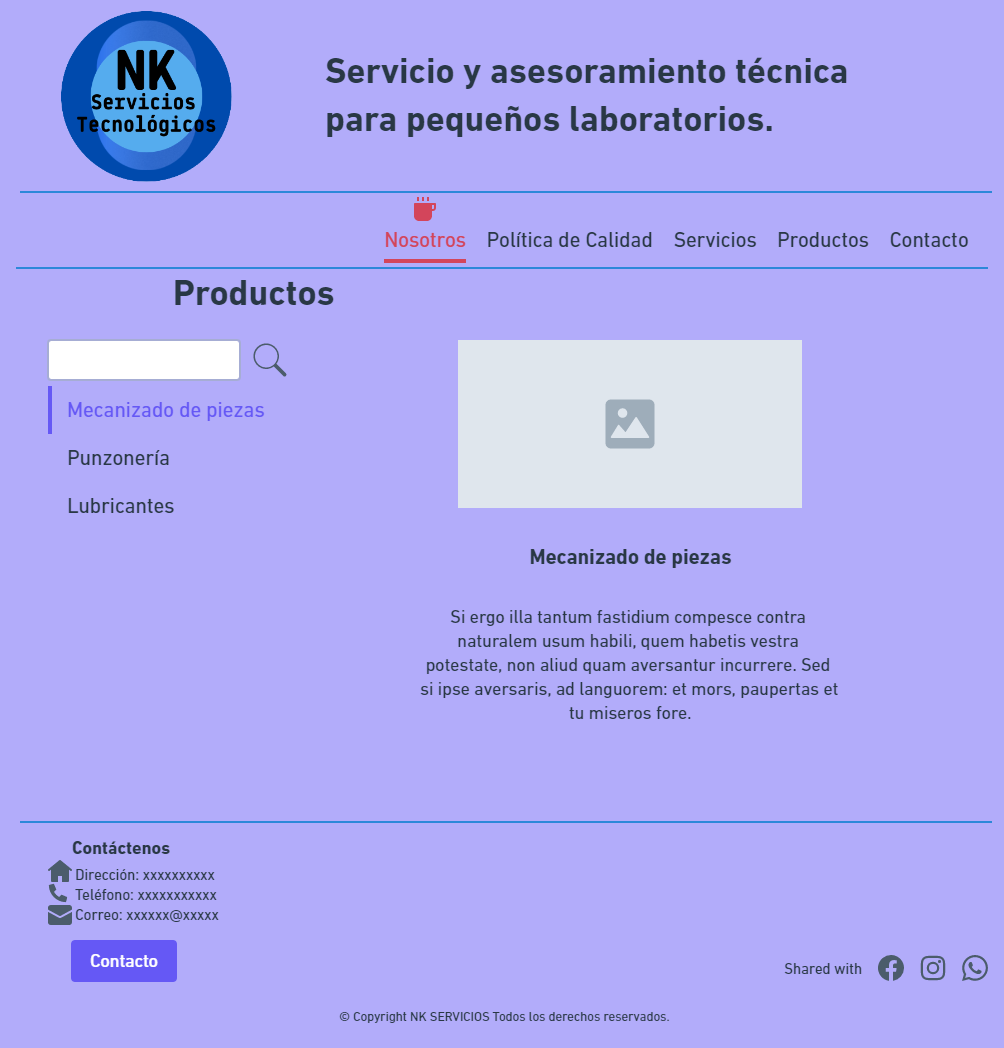 NK
Servicios
Tecnológicos
Servicio y asesoramiento técnica
para pequeños laboratorios.
Nosotros Política de Calidad Servicios Productos Contacto
Productos
Mecanizado de piezas
Punzonería
Lubricantes
Mecanizado de piezas
Si ergo illa tantum fastidium compesce contra
naturalem usum habili, quem habetis vestra
potestate, non aliud quam aversantur incurrere. Sed
si ipse aversaris, ad languorem: et mors, paupertas et
tu miseros fore.
Contáctenos
Dirección: xxxxxxxxxx
Teléfono: xxxxxxxxxxx
Correo: xxxxxx@xxxxx
Contacto
Shared with
© Copyright NK SERVICIOS Todos los derechos reservados.